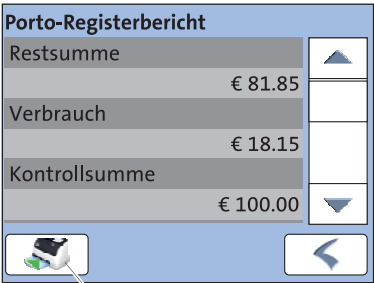 Porto-Registerbericht
Restsumme
€ 81.85
Verbrauch
€ 18.15
Kontrollsumme
€ 100.00